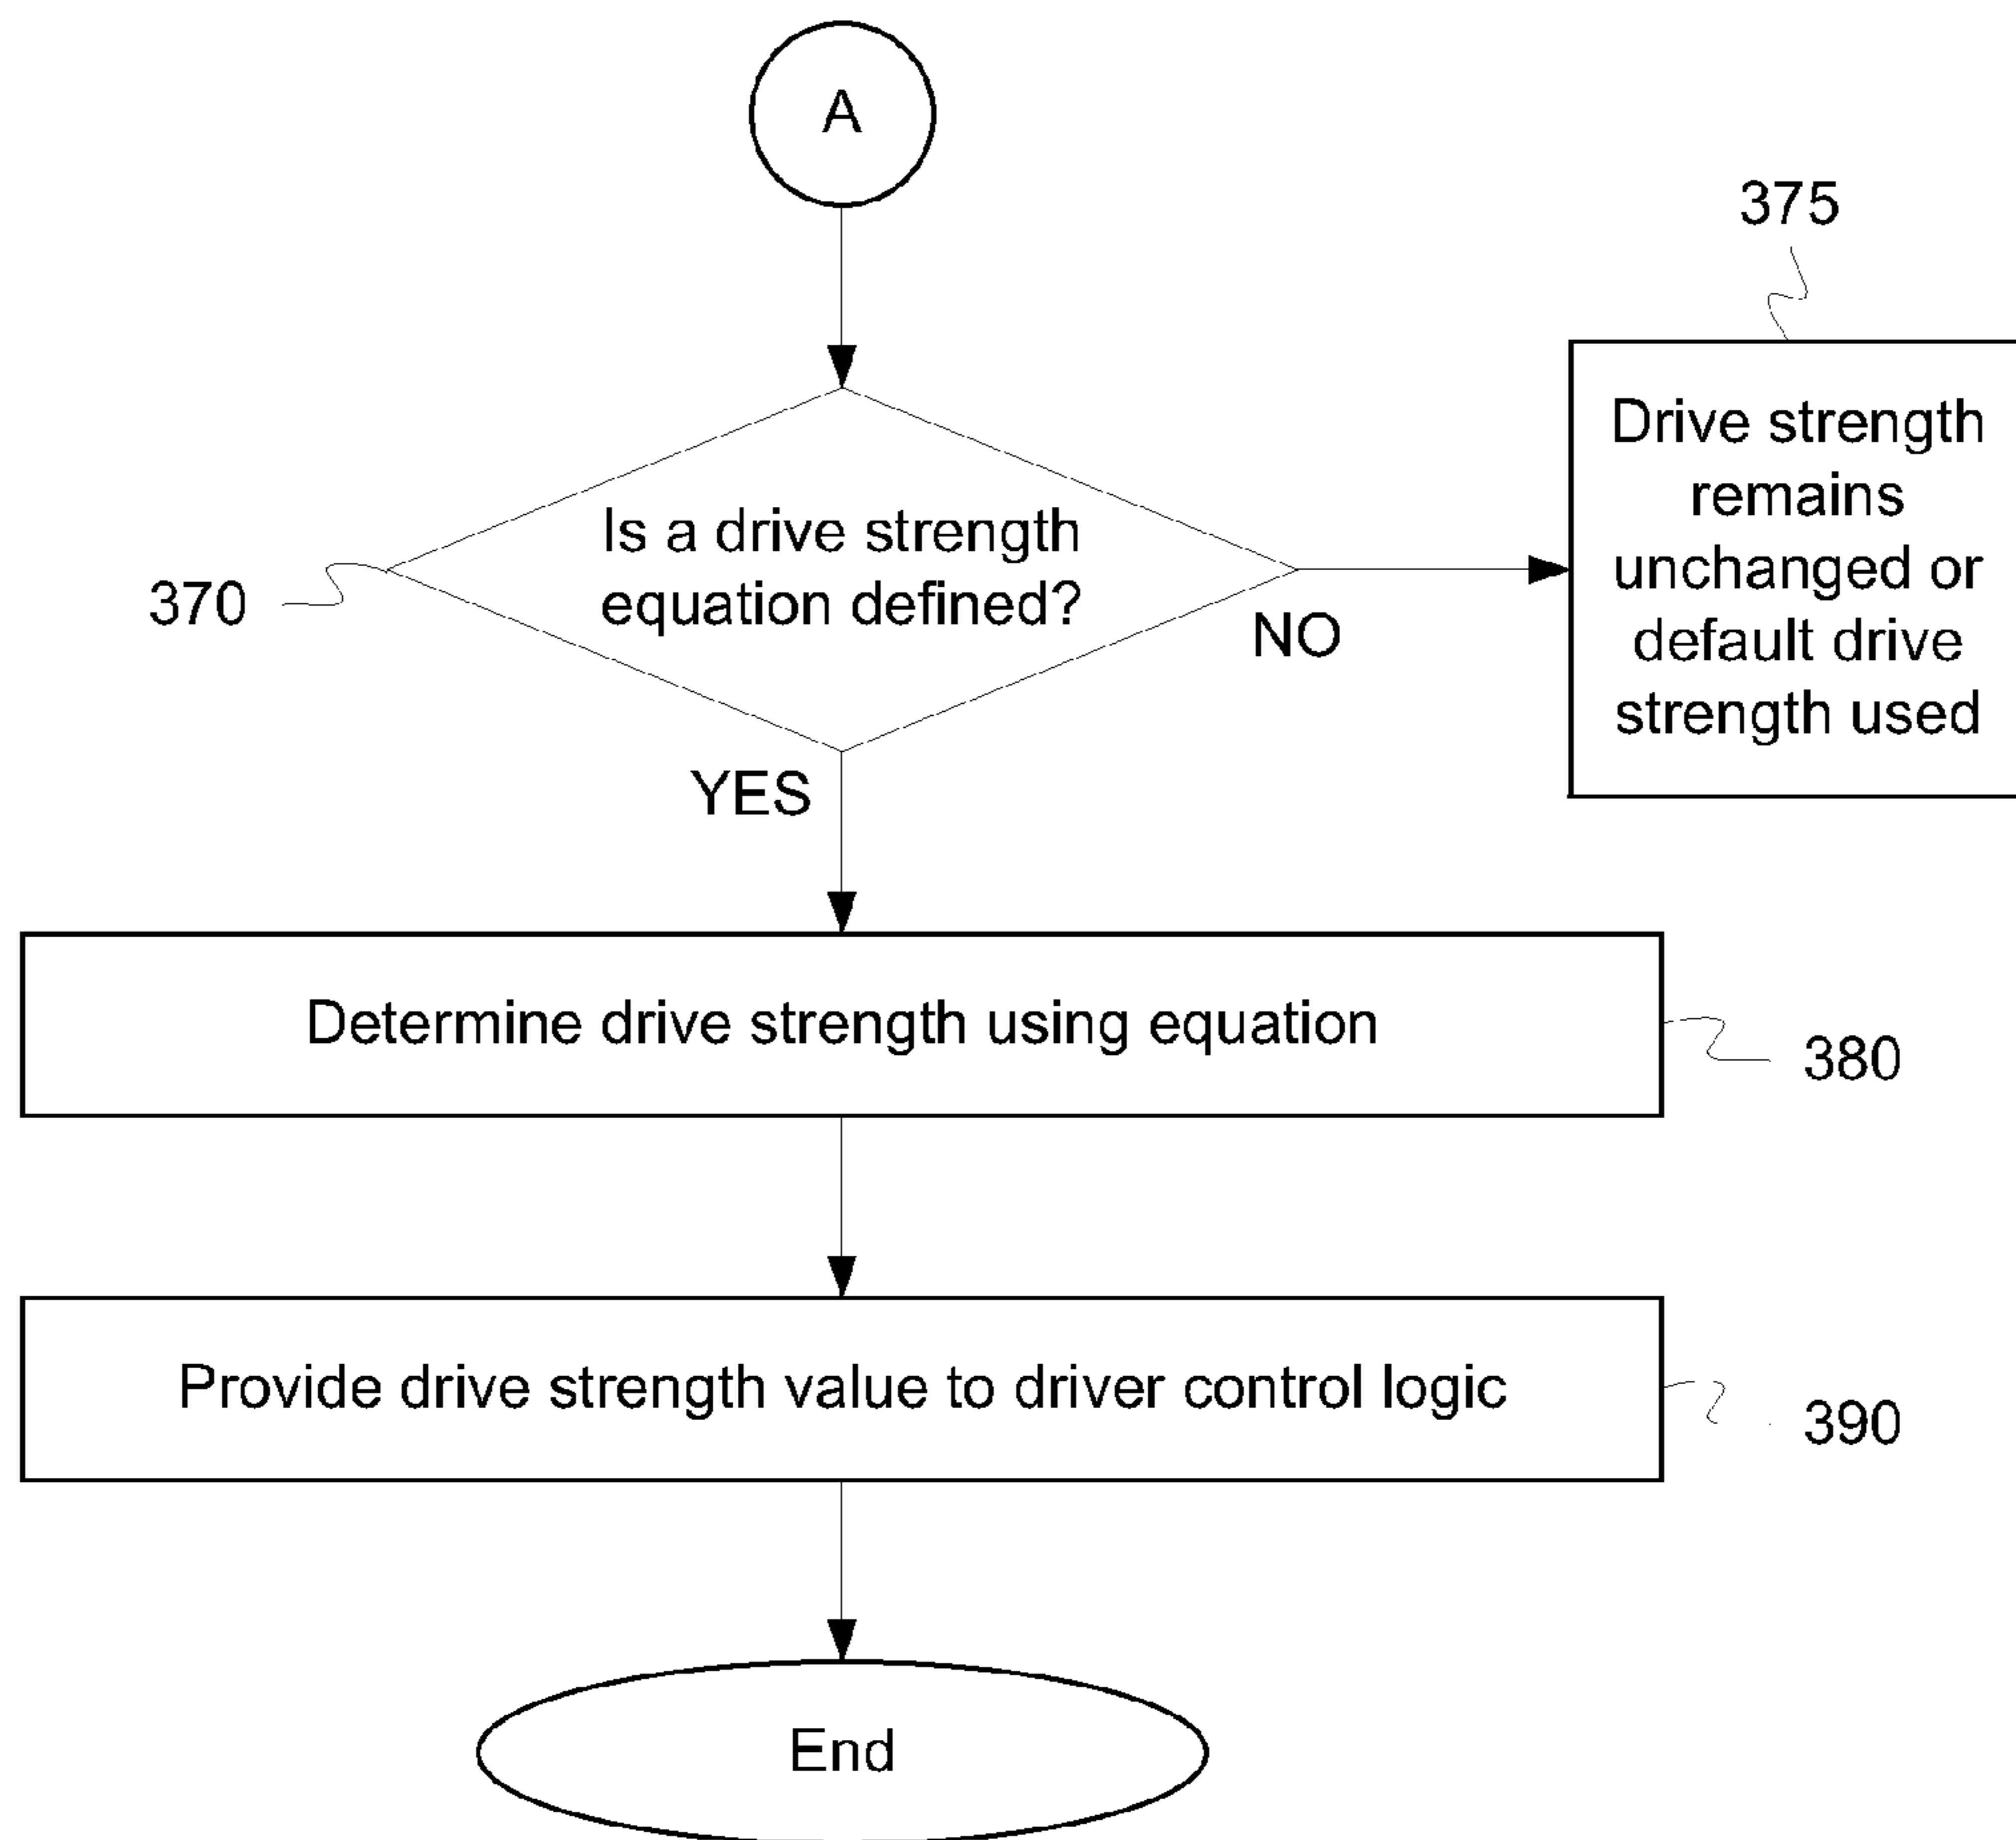 A
375
Drive strength
remains
unchanged or
default drive
strength used
Is a drive strength
equation defined?
370
NO
YES
Determine drive strength using equation
380
Provide drive strength value to driver control logic
390
End